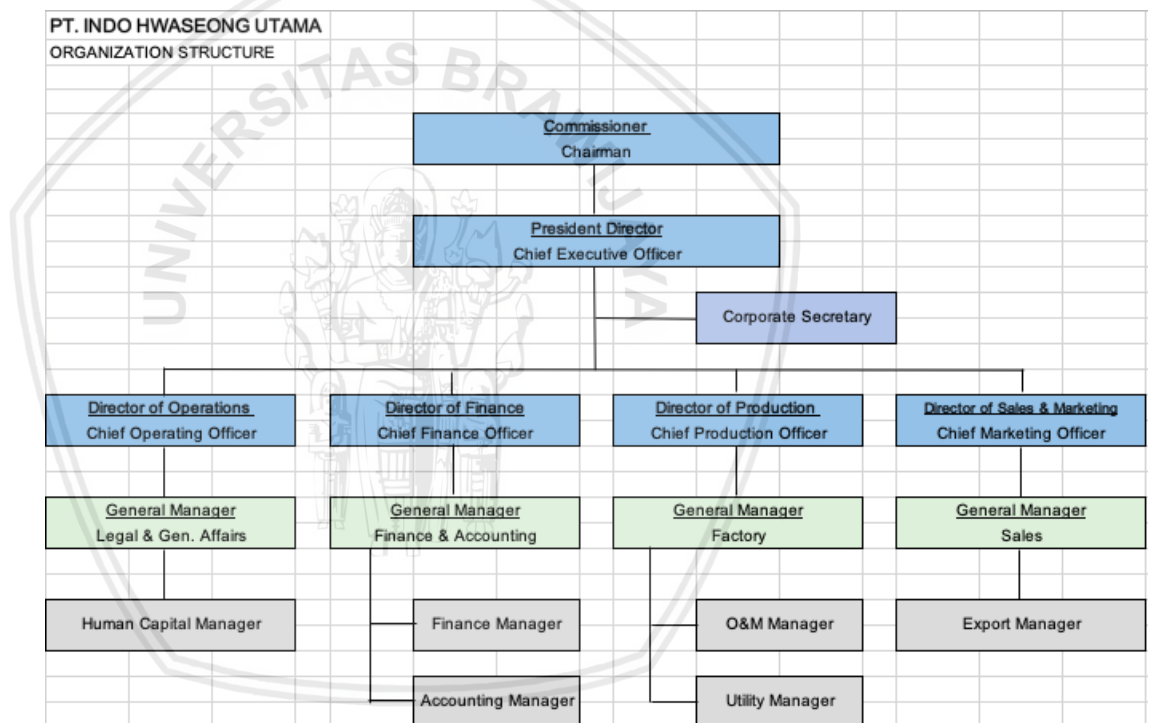 PT. INDO HWASEONG UTAMA
ORGANIZATION STRUCTURE
UNIVERSITAS BRAWIJAYA
Commissioner
Chairman
President Director
Chief Executive Officer
Corporate Secretary
Director of Operations
Chief Operating Officer
Director of Finance
Chief Finance Officer
Director of Production
Chief Production Officer
Director of Sales & Marketing
Chief Marketing Officer
General Manager
Legal & Gen. Affairs
General Manager
Finance & Accounting
General Manager
Factory
General Manager
Sales
Human Capital Manager
Finance Manager
O&M Manager
Export Manager
Accounting Manager
Utility Manager